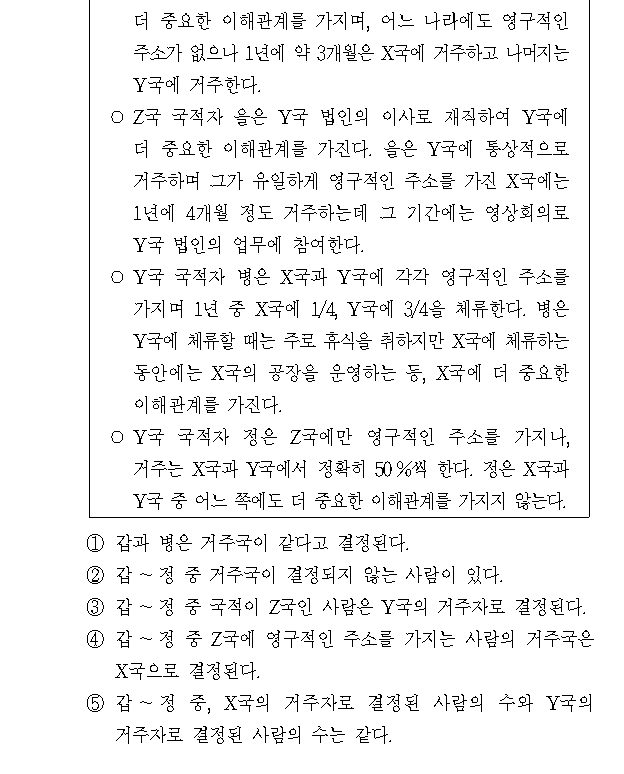 더 중요한 이해관계를 가지며, 어느 나라에도 영구적인
주소가 없으나 1년에 약 3개월은 X국에 거주하고 나머지는
Y국에 거주한다.
○ Z국 국적자 을은 Y국 법인의 이사로 재직하여 Y국에
더 중요한 이해관계를 가진다. 을은 Y국에 통상적으로
거주하며 그가 유일하게 영구적인 주소를 가진 X국에는
1년에 4개월 정도 거주하는데 그 기간에는 영상회의로
Y국 법인의 업무에 참여한다.
○ Y국 국적자 병은 X국과 Y국에 각각 영구적인 주소를
가지며 1년 중 X국에 1/4, Y국에 3/4을 체류한다. 병은
Y국에 체류할 때는 주로 휴식을 취하지만 X국에 체류하는
동안에는 X국의 공장을 운영하는 등, X국에 더 중요한
이해관계를 가진다.
○ Y국 국적자 정은 Z국에만 영구적인 주소를 가지나,
거주는 X국과 Y국에서 정확히 50%씩 한다. 정은 X국과
Y국 중 어느 쪽에도 더 중요한 이해관계를 가지지 않는다.
① 갑과 병은 거주국이 같다고 결정된다.
② 갑 ~ 정 중 거주국이 결정되지 않는 사람이 있다.
③ 갑 ~ 정 중 국적이 Z국인 사람은 Y국의 거주자로 결정된다.
④ 갑 ~ 정 중 Z국에 영구적인 주소를 가지는 사람의 거주국은
X국으로 결정된다.
⑤ 갑 ~ 정 중, X국의 거주자로 결정된 사람의 수와 Y국의
거주자로 결정된 사람의 수는 같다.